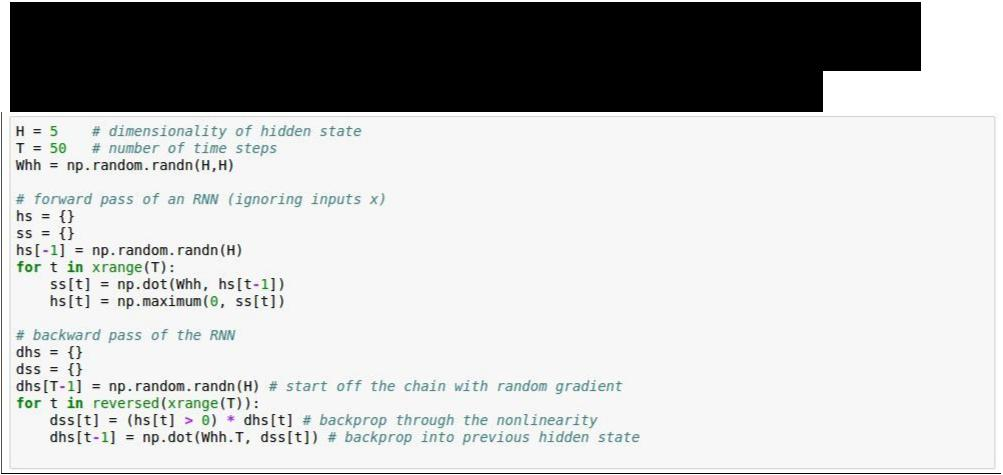 H = 5    # dimensionality of hidden state
T = 50   # number of time steps
Whh = np.random.randn(H,H)

# forward pass of an RNN (ignoring inputs x)
hs = {}
ss = {}
hs[-1] = np.random.randn(H)
for t in xrange(T):
    ss[t] = np.dot(Whh, hs[t-1])
    hs[t] = np.maximum(0, ss[t])

# backward pass of the RNN
dhs = {}
dss = {}
dhs[T-1] = np.random.randn(H) # start off the chain with random gradient
for t in reversed(xrange(T)):
    dss[t] = (hs[t] > 0) * dhs[t] # backprop through the nonlinearity
    dhs[t-1] = np.dot(Whh.T, dss[t]) # backprop into previous hidden state